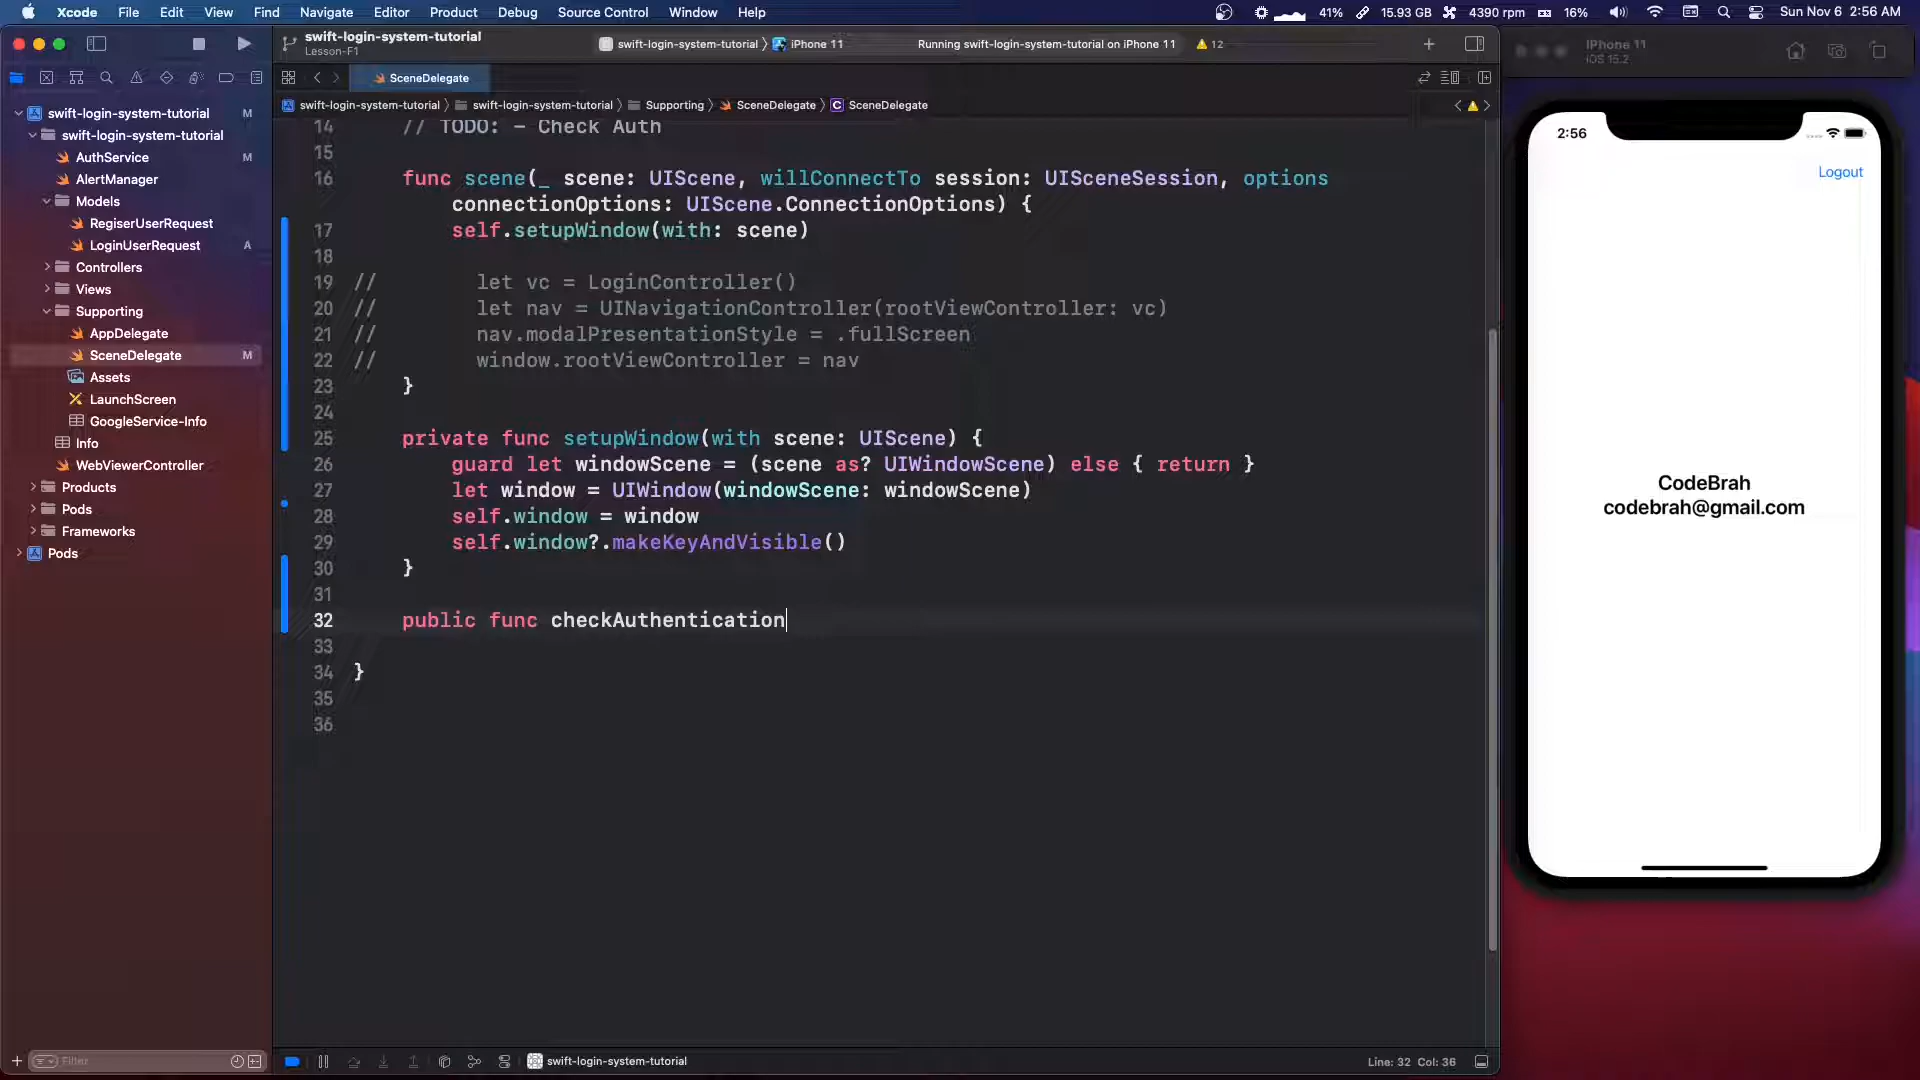 Xcode File Edit View Find Navigate Editor Product Debug Source Control Window Help
41% 15.93 GB 4390 rpm 16% Sun Nov 6 2:56 AM
swift-login-system-tutorial
Lesson-F1
swift-login-system-tutorial iPhone 11
Running swift-login-system-tutorial on iPhone 11
12
SceneDelegate
swift-login-system-tutorial swift-login-system-tutorial Supporting SceneDelegate C SceneDelegate
swift-login-system-tutorial M
swift-login-system-tutorial
AuthService M
AlertManager
Models
RegiserUserRequest
LoginUserRequest A
Controllers
Views
Supporting
AppDelegate
SceneDelegate M
Assets
LaunchScreen
GoogleService-Info
Info
WebViewerController
Products
Pods
Frameworks
Pods
Filter
14 // TODO: - Check Auth
15
16 func scene(_ scene: UIScene, willConnectTo session: UISceneSession, options
connectionOptions: UIScene.ConnectionOptions) {
17 self.setupWindow(with: scene)
18
19 // let vc = LoginController()
20 // let nav = UINavigationController(rootViewController: vc)
21 // nav.modalPresentationStyle = .fullScreen
22 // window.rootViewController = nav
23 }
24
25 private func setupWindow(with scene: UIScene) {
26 guard let windowScene = (scene as? UIWindowScene) else { return }
27 let window = UIWindow(windowScene: windowScene)
28 self.window = window
29 self.window?.makeKeyAndVisible()
30 }
31
32 public func checkAuthentication
33
34 }
35
36
swift-login-system-tutorial
Line: 32 Col: 36
iPhone 11
iOS 15.2
2:56
Logout
CodeBrah
codebrah@gmail.com